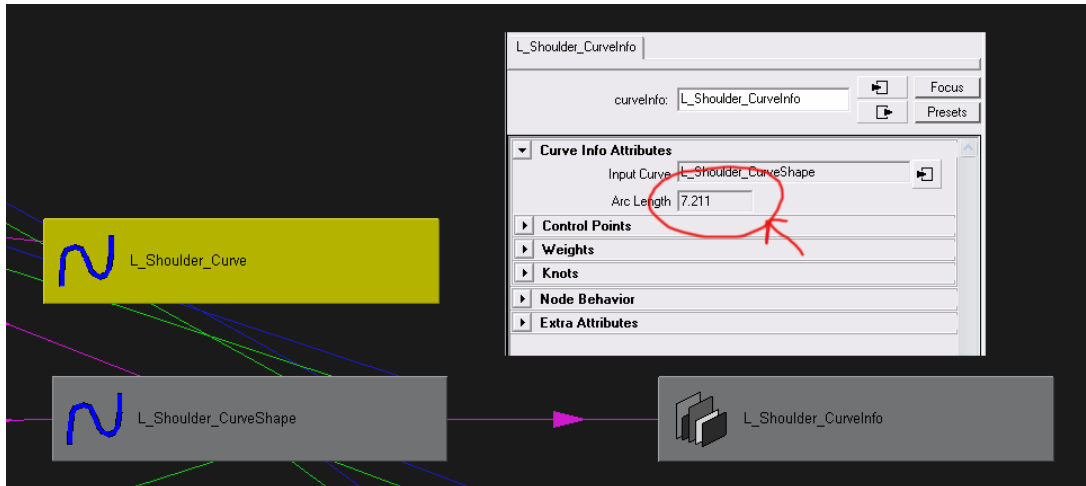 L_Shoulder_CurveInfo
curveInfo: L_Shoulder_CurveInfo
Focus
Presets
Curve Info Attributes
Input Curve L_Shoulder_CurveShape
Arc Length 7.211
Control Points
Weights
Knots
Node Behavior
Extra Attributes
L_Shoulder_Curve
L_Shoulder_CurveShape
L_Shoulder_CurveInfo